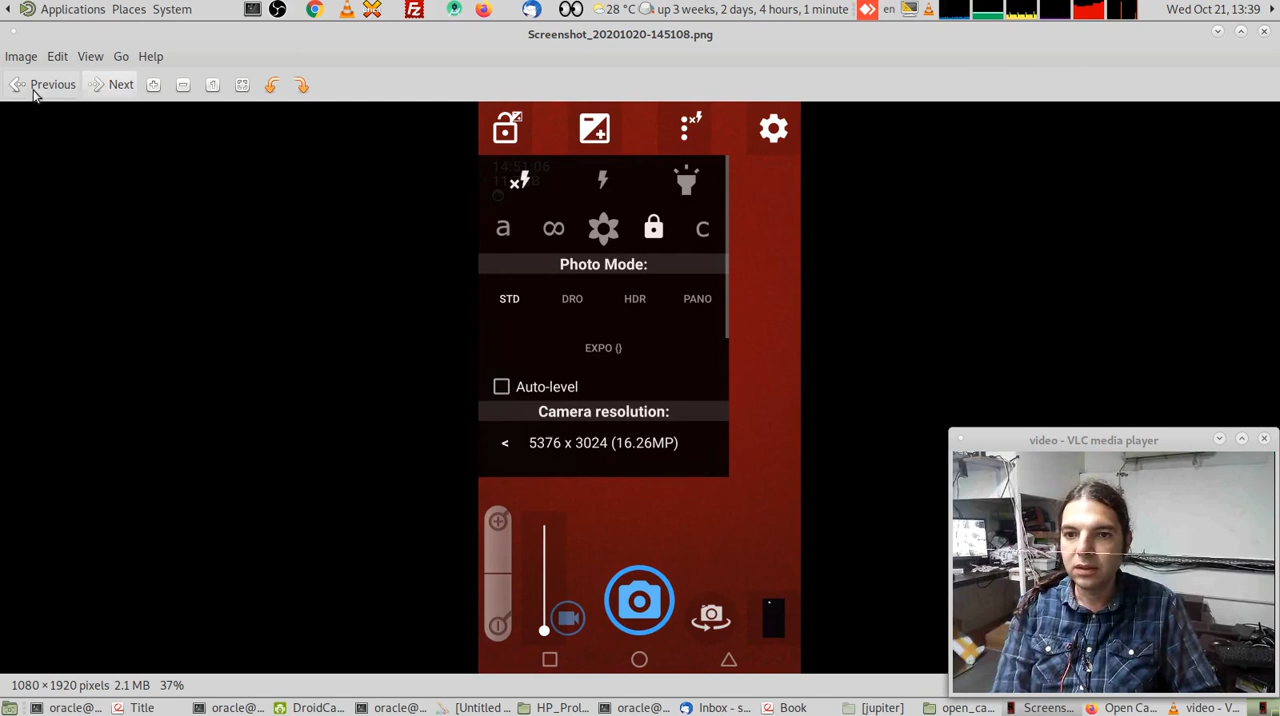 Applications Places System 28 °C up 3 weeks, 2 days, 4 hours, 1 minute en Wed Oct 21, 13:39
Screenshot_20201020-145108.png
Image Edit View Go Help
Previous Next
14:51:06
a ∞ c
Photo Mode:
STD DRO HDR PANO
EXPO {}
Auto-level
Camera resolution:
< 5376 x 3024 (16.26MP)
video - VLC media player
1080 × 1920 pixels 2.1 MB 37%
oracle@... Title oracle@... DroidCa... oracle@... [Untitled ... HP_Prol... oracle@... Inbox - s... Book [jupiter] open_ca... Screens... Open Ca... video - V...